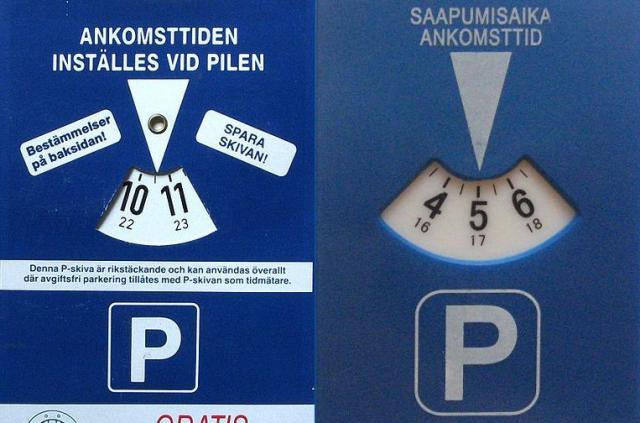 ANKOMSTTIDEN
INSTÄLLES VID PILEN
Bestämmelser
på baksidan!
SPARA
SKIVAN!
10 11
22 23
Denna P-skiva är rikstäckande och kan användas överallt
där avgiftsfri parkering tillåtes med P-skivan som tidmätare.
P
GRATIS
SAAPUMISAIKA
ANKOMSTTID
4 5 6
16 17 18
P